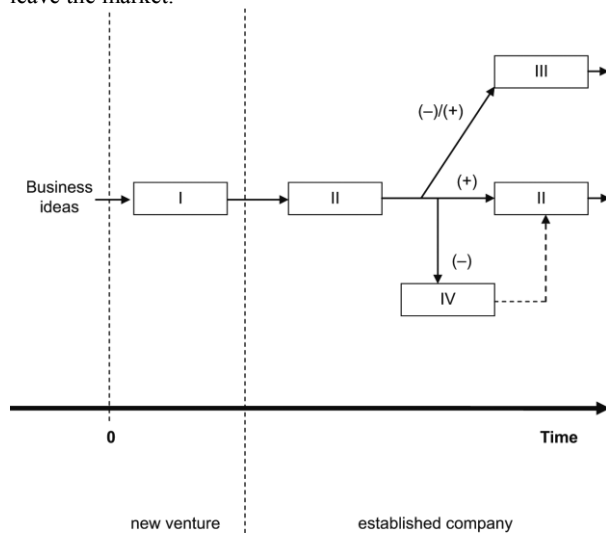 leave the market.
III
(–)/(+)
Business
ideas
I
II
(+)
II
(–)
IV
0
Time
new venture
established company